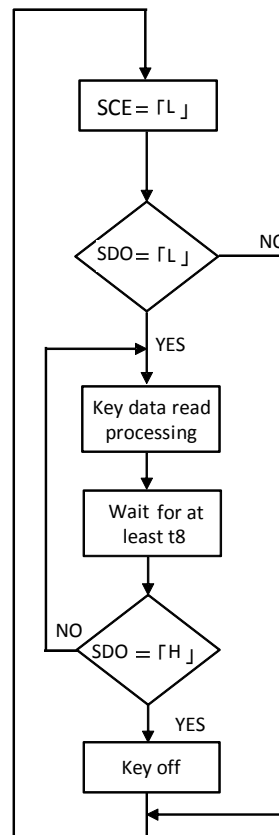 SCE=「L」
SDO=「L」
NO
YES
Key data read
processing
Wait for at
least t8
NO
SDO =「H」
YES
Key off